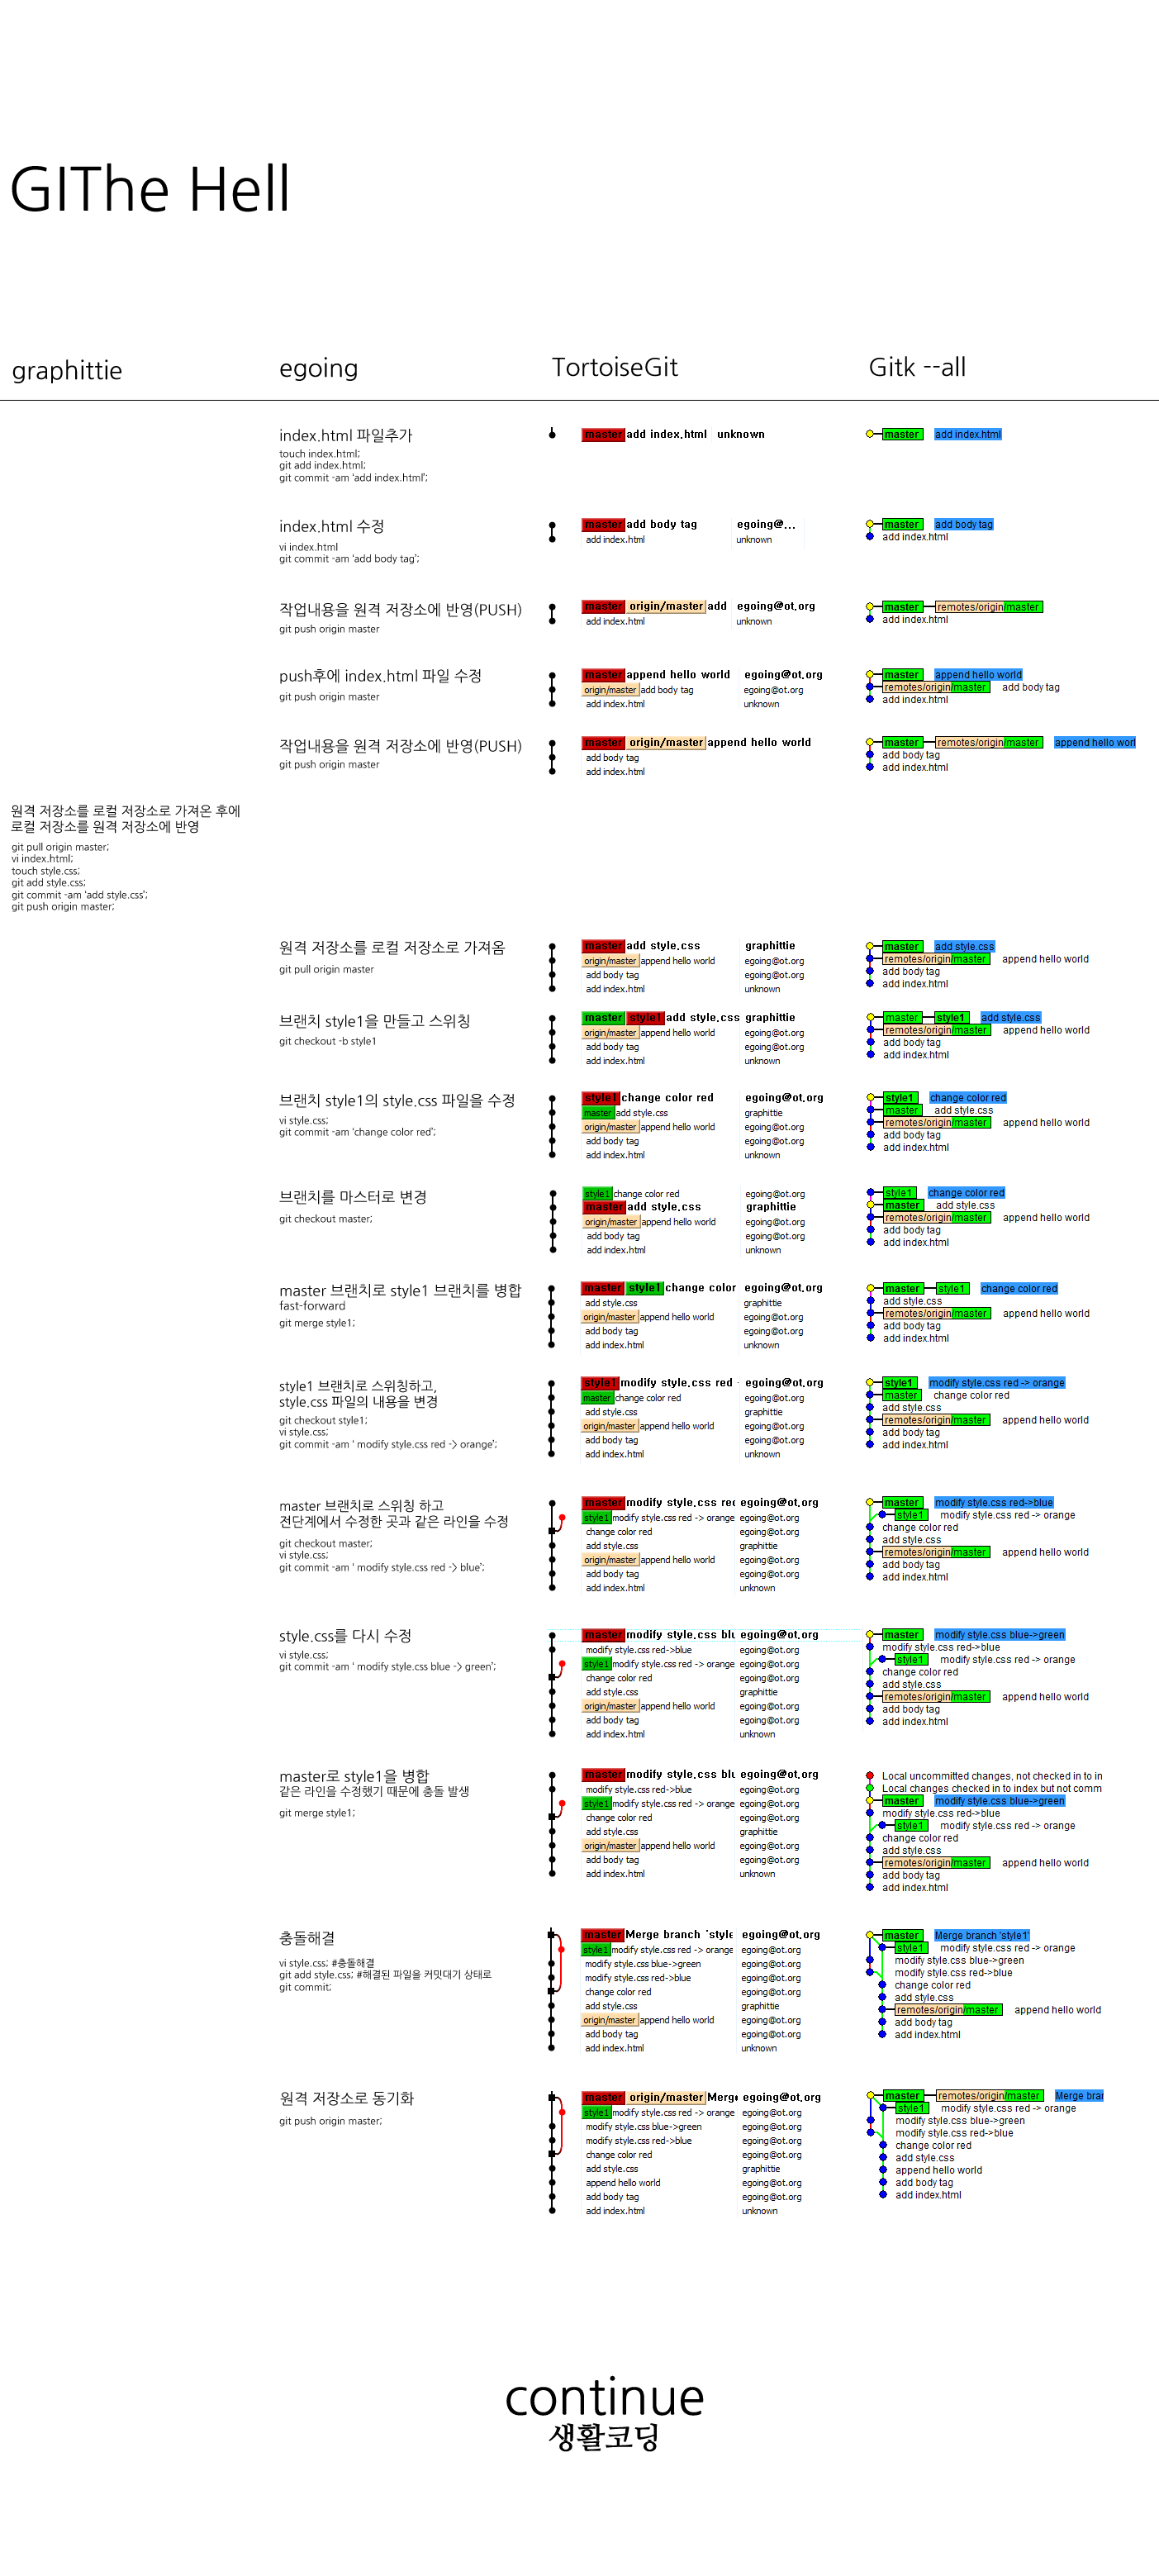 GIThe Hell
graphittie egoing TortoiseGit Gitk --all
index.html 파일추가
touch index.html;
git add index.html;
git commit -am ‘add index.html’;
master add index.html unknown
master add index.html
index.html 수정
vi index.html
git commit -am ‘add body tag’;
master add body tag egoing@...
add index.html unknown
master add body tag
add index.html
작업내용을 원격 저장소에 반영(PUSH)
git push origin master
master origin/master add egoing@ot.org
add index.html unknown
master remotes/origin/master
add index.html
push후에 index.html 파일 수정
git push origin master
master append hello world egoing@ot.org
origin/master add body tag egoing@ot.org
add index.html unknown
master append hello world
remotes/origin/master add body tag
add index.html
작업내용을 원격 저장소에 반영(PUSH)
git push origin master
master origin/master append hello world
add body tag
add index.html
master remotes/origin/master append hello worl
add body tag
add index.html
원격 저장소를 로컬 저장소로 가져온 후에
로컬 저장소를 원격 저장소에 반영
git pull origin master;
vi index.html;
touch style.css;
git add style.css;
git commit -am ‘add style.css’;
git push origin master;
원격 저장소를 로컬 저장소로 가져옴
git pull origin master
master add style.css graphittie
origin/master append hello world egoing@ot.org
add body tag egoing@ot.org
add index.html unknown
master add style.css
remotes/origin/master append hello world
add body tag
add index.html
브랜치 style1을 만들고 스위칭
git checkout -b style1
master style1 add style.css graphittie
origin/master append hello world egoing@ot.org
add body tag egoing@ot.org
add index.html unknown
master style1 add style.css
remotes/origin/master append hello world
add body tag
add index.html
브랜치 style1의 style.css 파일을 수정
vi style.css;
git commit -am ‘change color red’;
style1 change color red egoing@ot.org
master add style.css graphittie
origin/master append hello world egoing@ot.org
add body tag egoing@ot.org
add index.html unknown
style1 change color red
master add style.css
remotes/origin/master append hello world
add body tag
add index.html
브랜치를 마스터로 변경
git checkout master;
style1 change color red egoing@ot.org
master add style.css graphittie
origin/master append hello world egoing@ot.org
add body tag egoing@ot.org
add index.html unknown
style1 change color red
master add style.css
remotes/origin/master append hello world
add body tag
add index.html
master 브랜치로 style1 브랜치를 병합
fast-forward
git merge style1;
master style1 change color egoing@ot.org
add style.css graphittie
origin/master append hello world egoing@ot.org
add body tag egoing@ot.org
add index.html unknown
master style1 change color red
add style.css
remotes/origin/master append hello world
add body tag
add index.html
style1 브랜치로 스위칭하고,
style.css 파일의 내용을 변경
git checkout style1;
vi style.css;
git commit -am ‘ modify style.css red -> orange’;
style1 modify style.css red - egoing@ot.org
master change color red egoing@ot.org
add style.css graphittie
origin/master append hello world egoing@ot.org
add body tag egoing@ot.org
add index.html unknown
style1 modify style.css red -> orange
master change color red
add style.css
remotes/origin/master append hello world
add body tag
add index.html
master 브랜치로 스위칭 하고
전단계에서 수정한 곳과 같은 라인을 수정
git checkout master;
vi style.css;
git commit -am ‘ modify style.css red -> blue’;
master modify style.css red egoing@ot.org
style1 modify style.css red -> orange egoing@ot.org
change color red egoing@ot.org
add style.css graphittie
origin/master append hello world egoing@ot.org
add body tag egoing@ot.org
add index.html unknown
master modify style.css red->blue
style1 modify style.css red -> orange
change color red
add style.css
remotes/origin/master append hello world
add body tag
add index.html
style.css를 다시 수정
vi style.css;
git commit -am ‘ modify style.css blue -> green’;
master modify style.css blu egoing@ot.org
modify style.css red->blue egoing@ot.org
style1 modify style.css red -> orange egoing@ot.org
change color red egoing@ot.org
add style.css graphittie
origin/master append hello world egoing@ot.org
add body tag egoing@ot.org
add index.html unknown
master modify style.css blue->green
modify style.css red->blue
style1 modify style.css red -> orange
change color red
add style.css
remotes/origin/master append hello world
add body tag
add index.html
master로 style1을 병합
같은 라인을 수정했기 때문에 충돌 발생
git merge style1;
master modify style.css blu egoing@ot.org
modify style.css red->blue egoing@ot.org
style1 modify style.css red -> orange egoing@ot.org
change color red egoing@ot.org
add style.css graphittie
origin/master append hello world egoing@ot.org
add body tag egoing@ot.org
add index.html unknown
Local uncommitted changes, not checked in to in
Local changes checked in to index but not comm
master modify style.css blue->green
modify style.css red->blue
style1 modify style.css red -> orange
change color red
add style.css
remotes/origin/master append hello world
add body tag
add index.html
충돌해결
vi style.css; #충돌해결
git add style.css; #해결된 파일을 커밋대기 상태로
git commit;
master Merge branch 'style egoing@ot.org
style1 modify style.css red -> orange egoing@ot.org
modify style.css blue->green egoing@ot.org
modify style.css red->blue egoing@ot.org
change color red egoing@ot.org
add style.css graphittie
origin/master append hello world egoing@ot.org
add body tag egoing@ot.org
add index.html unknown
master Merge branch 'style1'
style1 modify style.css red -> orange
modify style.css blue->green
modify style.css red->blue
change color red
add style.css
remotes/origin/master append hello world
add body tag
add index.html
원격 저장소로 동기화
git push origin master;
master origin/master Merg egoing@ot.org
style1 modify style.css red -> orange egoing@ot.org
modify style.css blue->green egoing@ot.org
modify style.css red->blue egoing@ot.org
change color red egoing@ot.org
add style.css graphittie
append hello world egoing@ot.org
add body tag egoing@ot.org
add index.html unknown
master remotes/origin/master Merge brar
style1 modify style.css red -> orange
modify style.css blue->green
modify style.css red->blue
change color red
add style.css
append hello world
add body tag
add index.html
continue
생활코딩